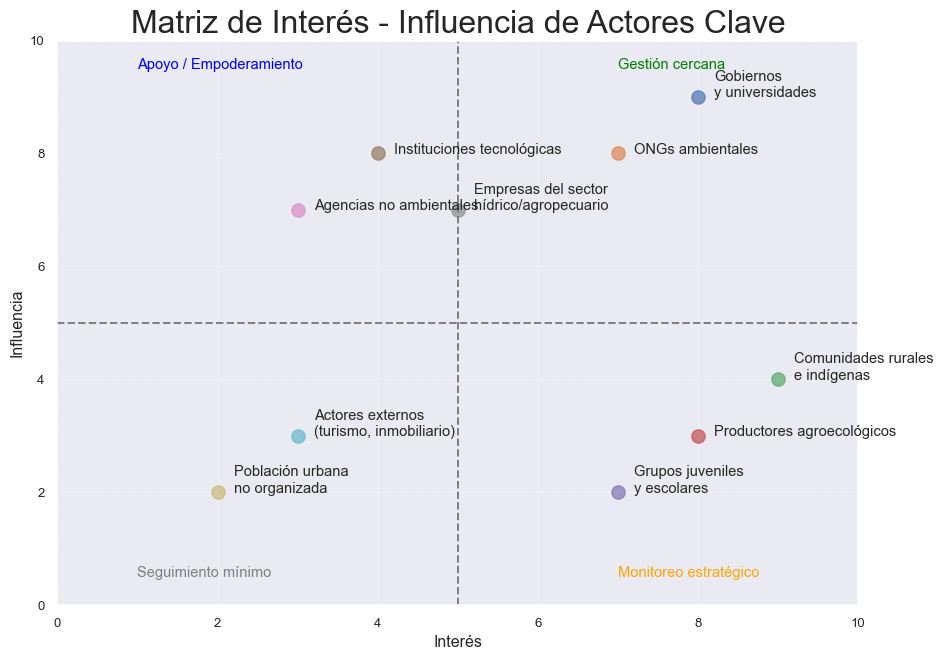 Matriz de Interés - Influencia de Actores Clave
10
Apoyo / Empoderamiento
Gestión cercana
Gobiernos
y universidades
8
Instituciones tecnológicas
ONGs ambientales
Agencias no ambientales
Empresas del sector
hídrico/agropecuario
6
Influencia
4
Comunidades rurales
e indígenas
Actores externos
(turismo, inmobiliario)
Productores agroecológicos
2
Población urbana
no organizada
Grupos juveniles
y escolares
Seguimiento mínimo
Monitoreo estratégico
0
0 2 4 6 8 10
Interés